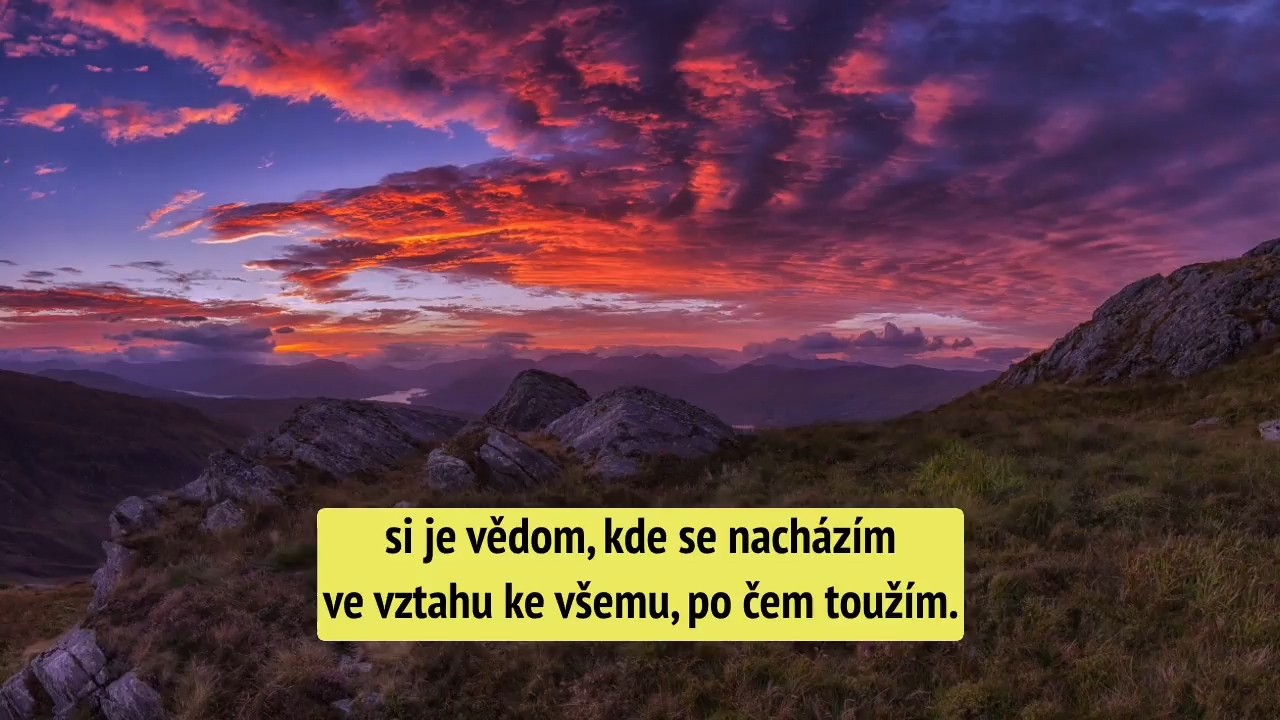 si je vědom, kde se nacházím
ve vztahu ke všemu, po čem toužím.